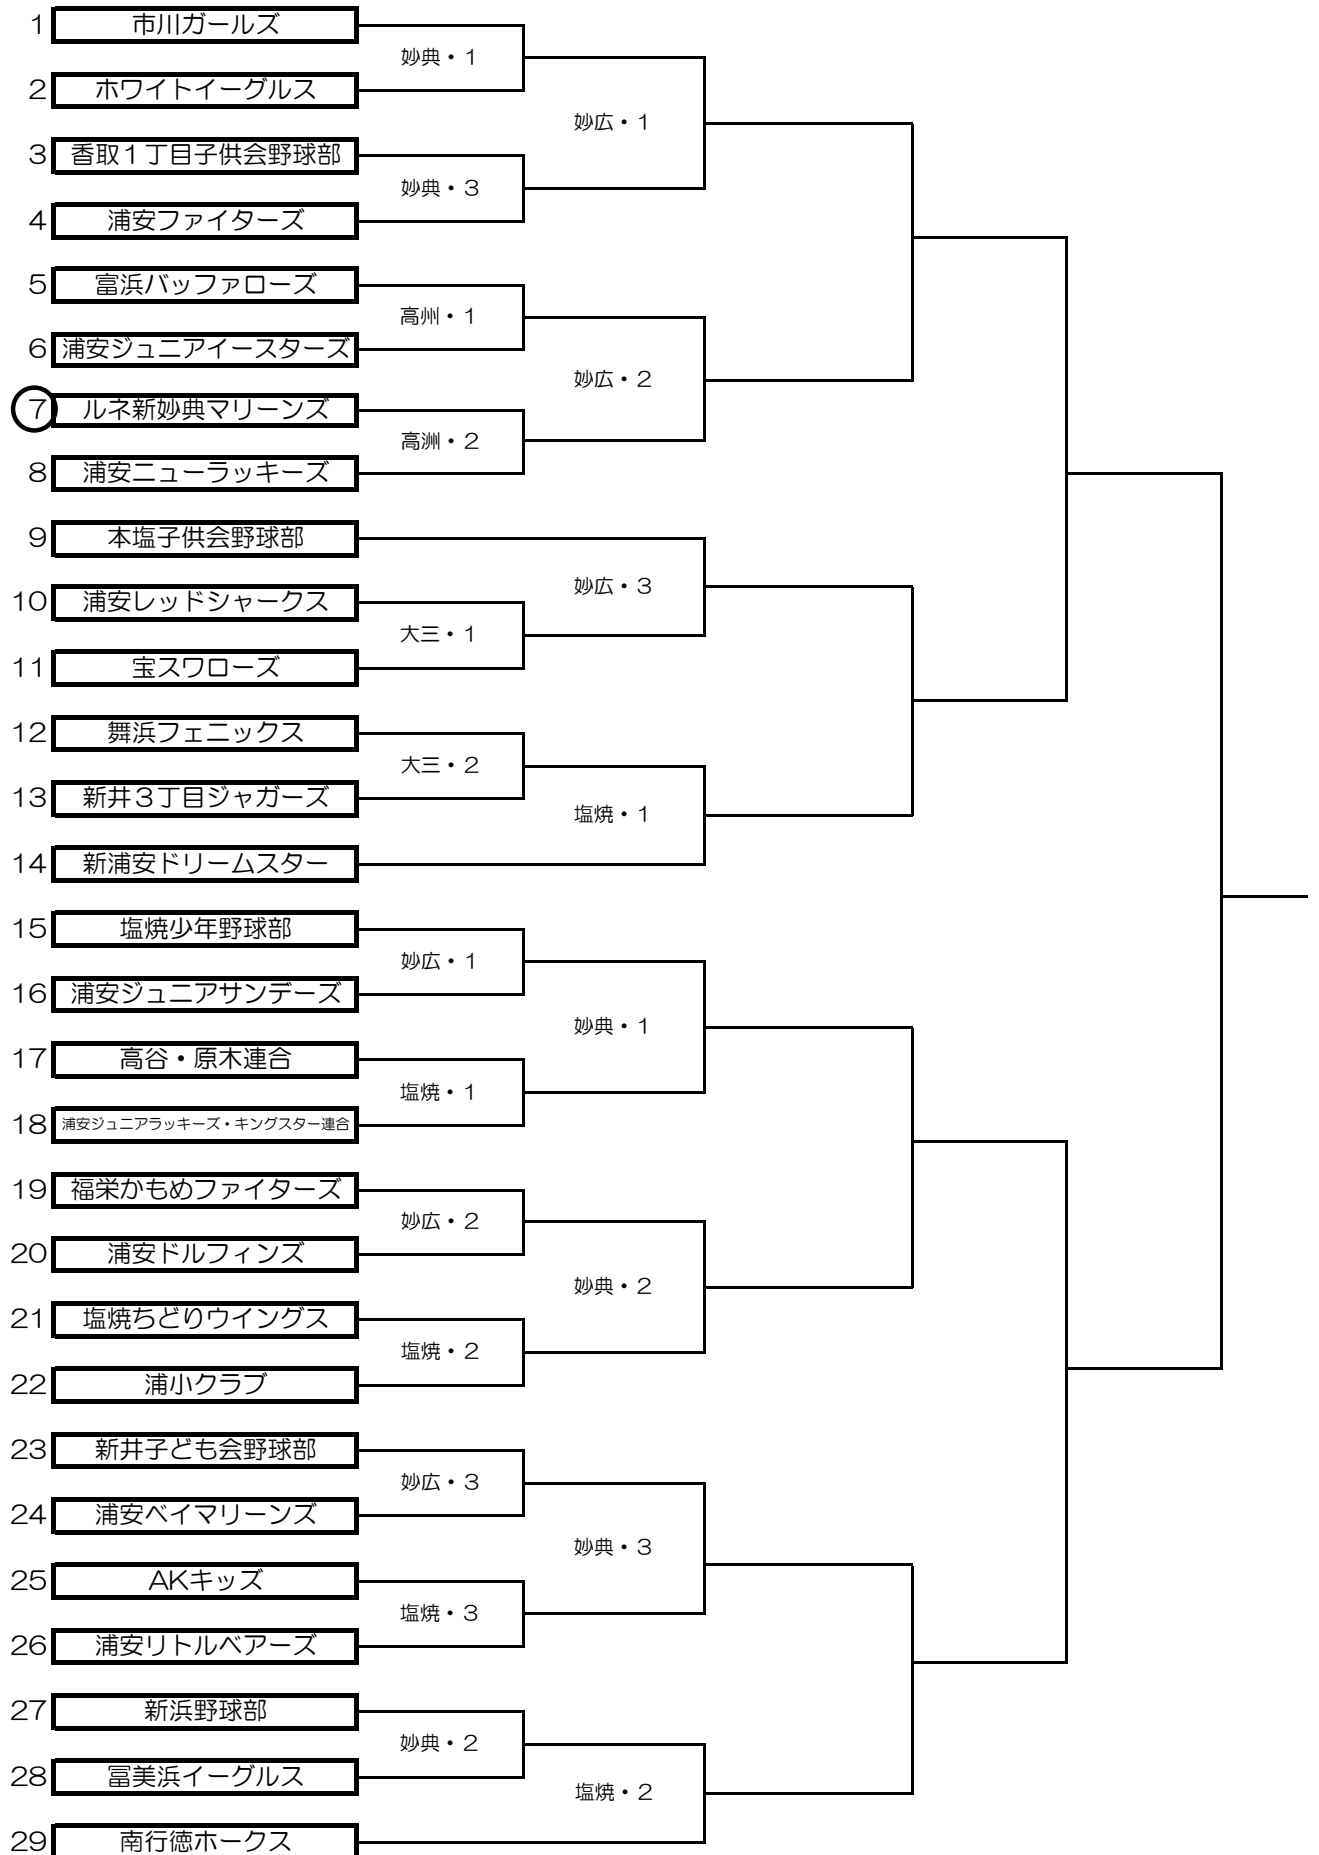 1 市川ガールズ
妙典・1
2 ホワイトイーグルス
妙広・1
3 香取1丁目子供会野球部
妙典・3
4 浦安ファイターズ
5 富浜バッファローズ
高州・1
6 浦安ジュニアイースターズ
妙広・2
7 ルネ新妙典マリーンズ
高洲・2
8 浦安ニューラッキーズ
9 本塩子供会野球部
妙広・3
10 浦安レッドシャークス
大三・1
11 宝スワローズ
12 舞浜フェニックス
大三・2
13 新井3丁目ジャガーズ
塩焼・1
14 新浦安ドリームスター
15 塩焼少年野球部
妙広・1
16 浦安ジュニアサンデーズ
妙典・1
17 高谷・原木連合
塩焼・1
18 浦安ジュニアラッキーズ・キングスター連合
19 福栄かもめファイターズ
妙広・2
20 浦安ドルフィンズ
妙典・2
21 塩焼ちどりウイングス
塩焼・2
22 浦小クラブ
23 新井子ども会野球部
妙広・3
24 浦安ベイマリーンズ
妙典・3
25 AKキッズ
塩焼・3
26 浦安リトルベアーズ
27 新浜野球部
妙典・2
28 冨美浜イーグルス
塩焼・2
29 南行徳ホークス